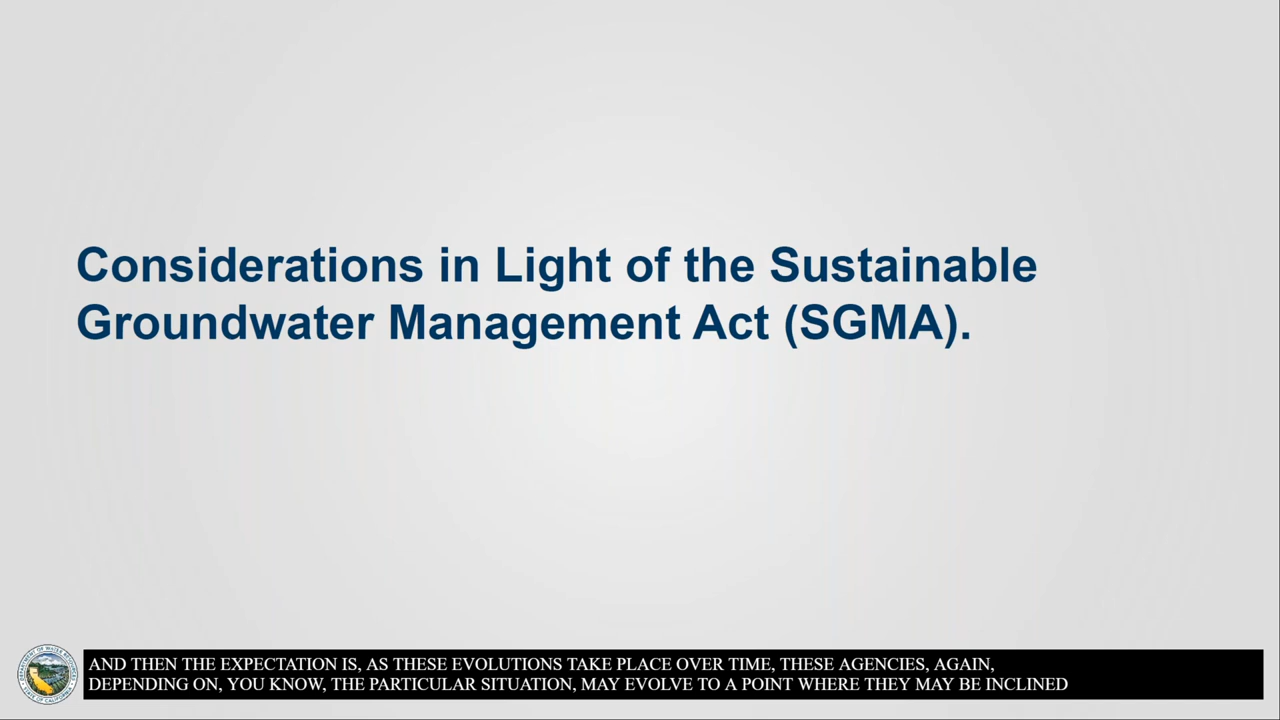 Considerations in Light of the Sustainable
Groundwater Management Act (SGMA).
AND THEN THE EXPECTATION IS, AS THESE EVOLUTIONS TAKE PLACE OVER TIME, THESE AGENCIES, AGAIN,
DEPENDING ON, YOU KNOW, THE PARTICULAR SITUATION, MAY EVOLVE TO A POINT WHERE THEY MAY BE INCLINED